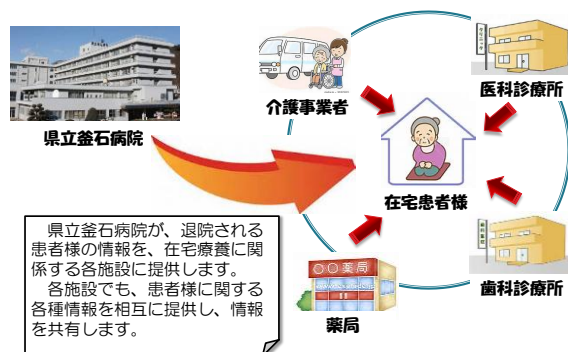 県立釜石病院
介護事業者
医科診療所
在宅患者様
歯科診療所
○○薬局
薬局
県立釜石病院が、退院される
患者様の情報を、在宅療養に関
係する各施設に提供します。
各施設でも、患者様に関する
各種情報を相互に提供し、情報
を共有します。